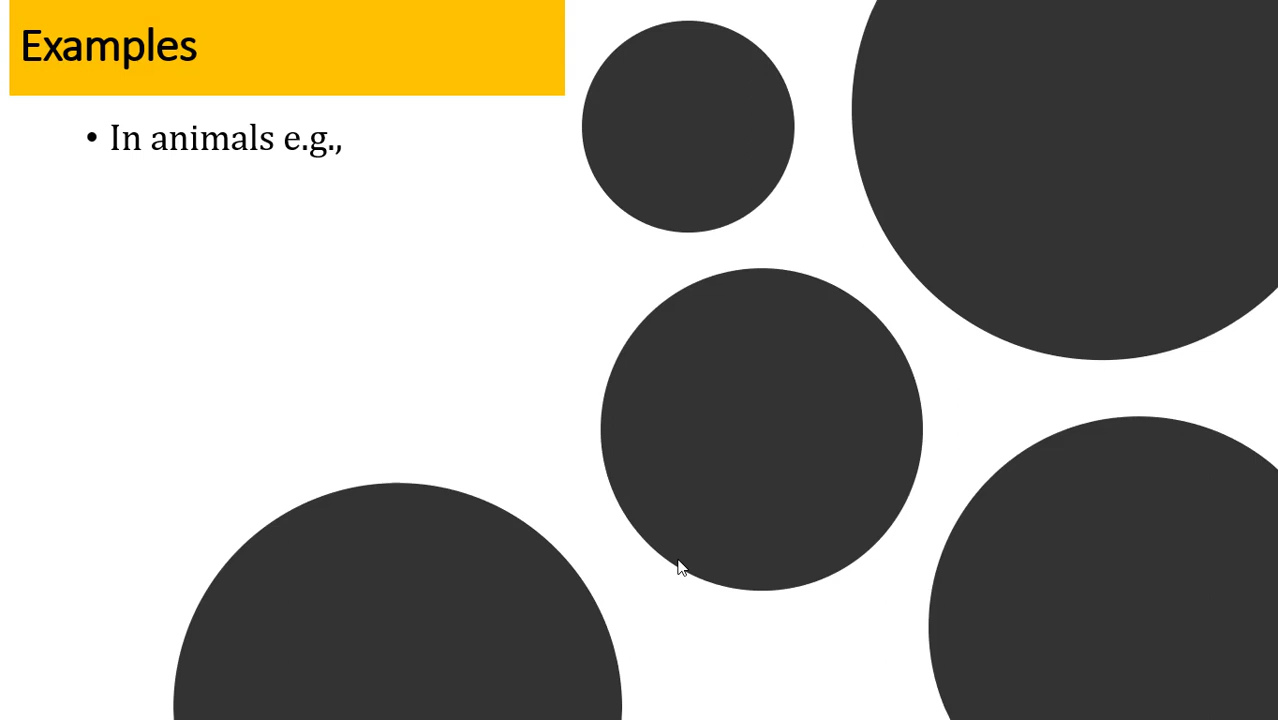 Examples
• In animals e.g.,